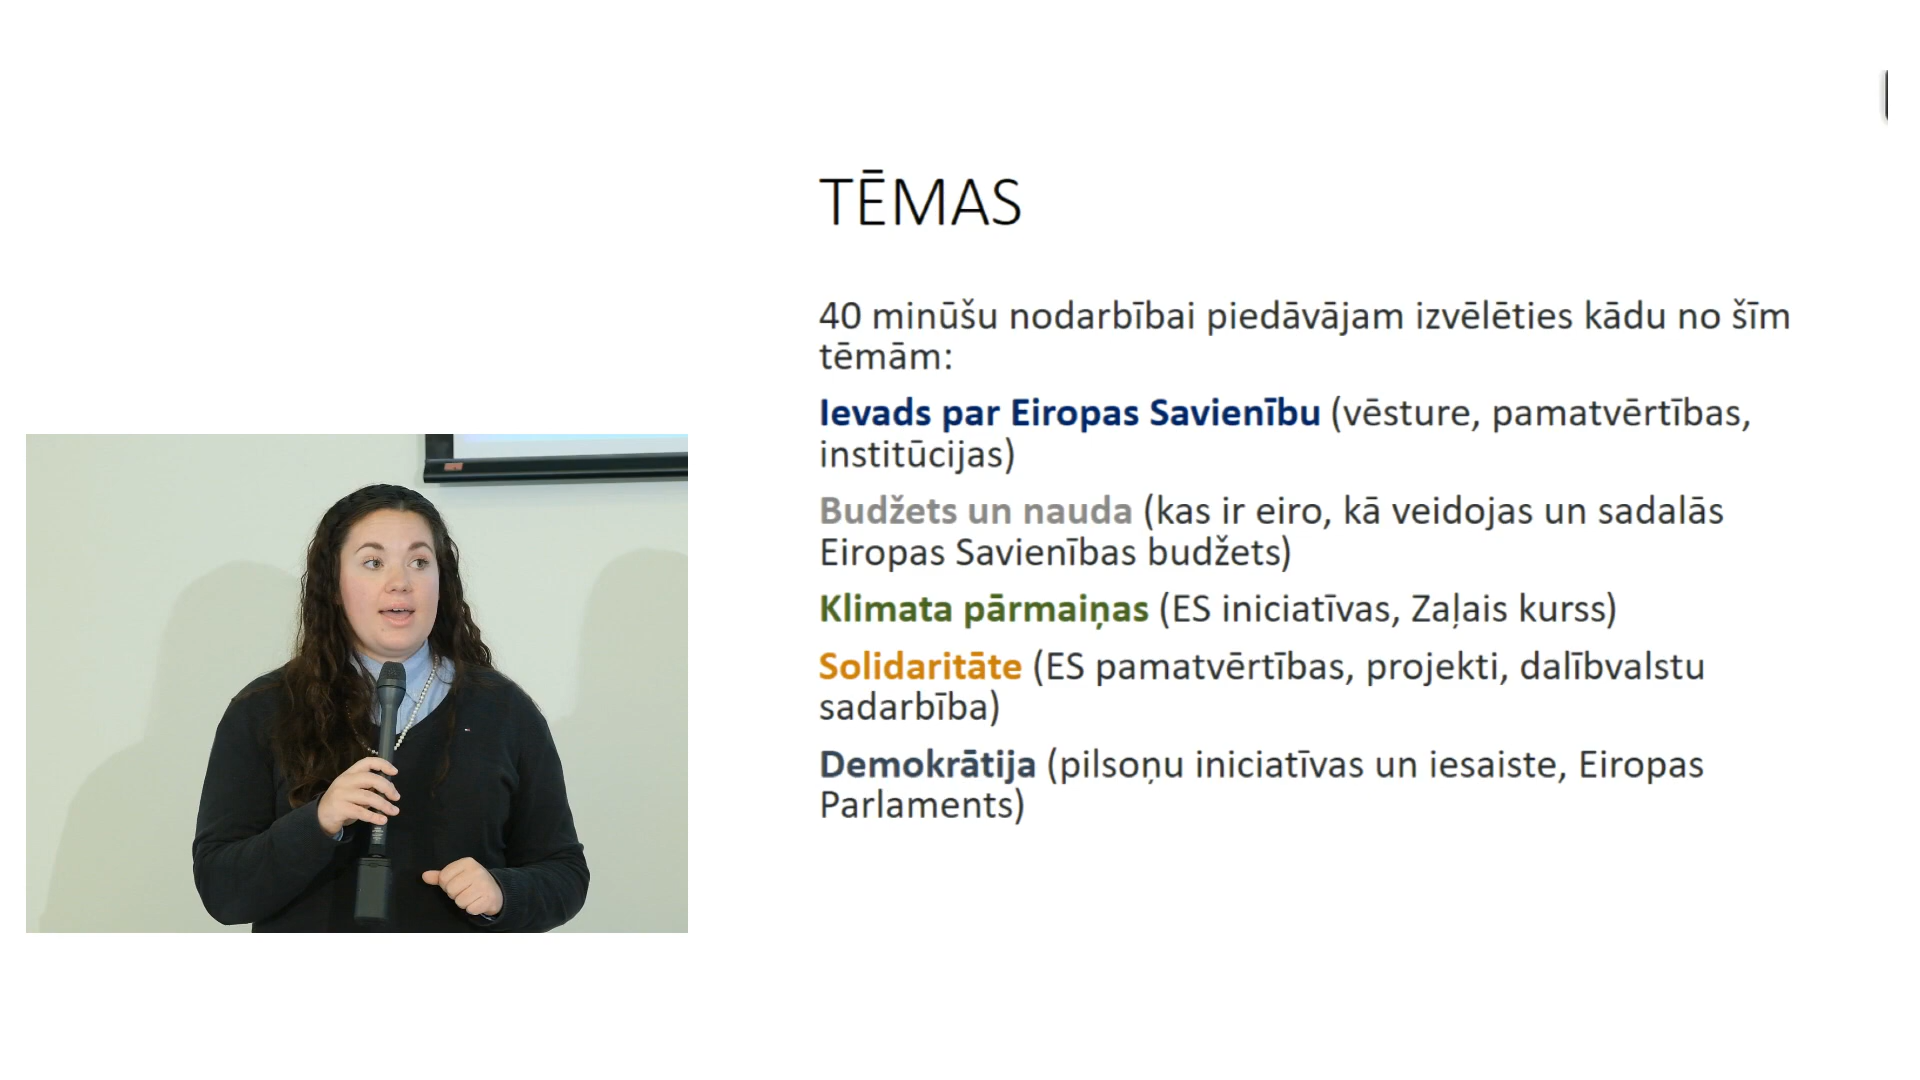 TĒMAS
40 minūšu nodarbībai piedāvājam izvēlēties kādu no šīm
tēmām:
Ievads par Eiropas Savienību (vēsture, pamatvērtības,
institūcijas)
Budžets un nauda (kas ir eiro, kā veidojas un sadalās
Eiropas Savienības budžets)
Klimata pārmaiņas (ES iniciatīvas, Zaļais kurss)
Solidaritāte (ES pamatvērtības, projekti, dalībvalstu
sadarbība)
Demokrātija (pilsoņu iniciatīvas un iesaiste, Eiropas
Parlaments)